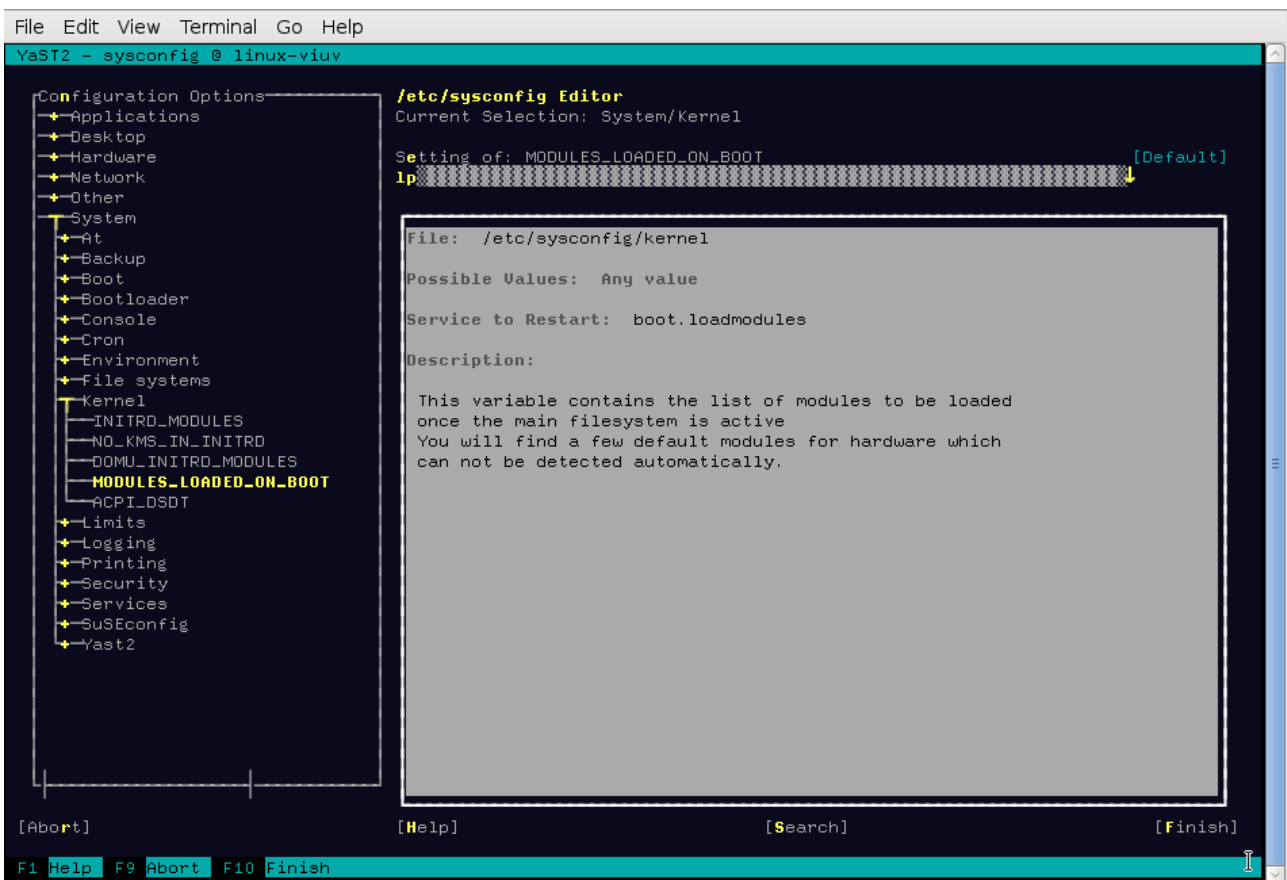 File Edit View Terminal Go Help
YaST2 - sysconfig @ linux-viuv
Configuration Options
Applications
Desktop
Hardware
Network
Other
System
At
Backup
Boot
Bootloader
Console
Cron
Environment
File systems
Kernel
INITRD_MODULES
NO_KMS_IN_INITRD
DOMU_INITRD_MODULES
MODULES_LOADED_ON_BOOT
ACPI_DSDT
Limits
Logging
Printing
Security
Services
SuSEconfig
Yast2
/etc/sysconfig Editor
Current Selection: System/Kernel
Setting of: MODULES_LOADED_ON_BOOT [Default]
lp
File: /etc/sysconfig/kernel
Possible Values: Any value
Service to Restart: boot.loadmodules
Description:
This variable contains the list of modules to be loaded
once the main filesystem is active
You will find a few default modules for hardware which
can not be detected automatically.
[Abort] [Help] [Search] [Finish]
F1 Help F9 Abort F10 Finish